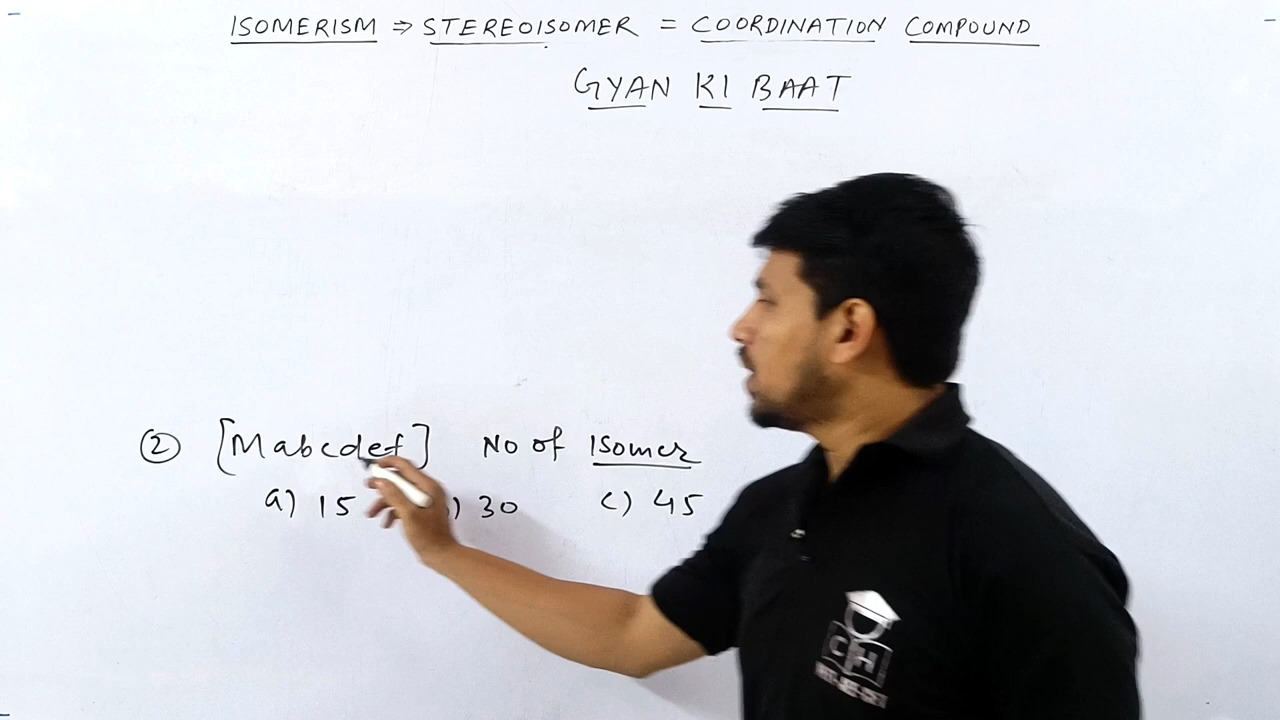 ISOMERISM ⇒ STEREOISOMER = COORDINATION COMPOUND
GYAN KI BAAT
② [Mabcdef] No of Isomer
a) 15 ) 30 c) 45
C H